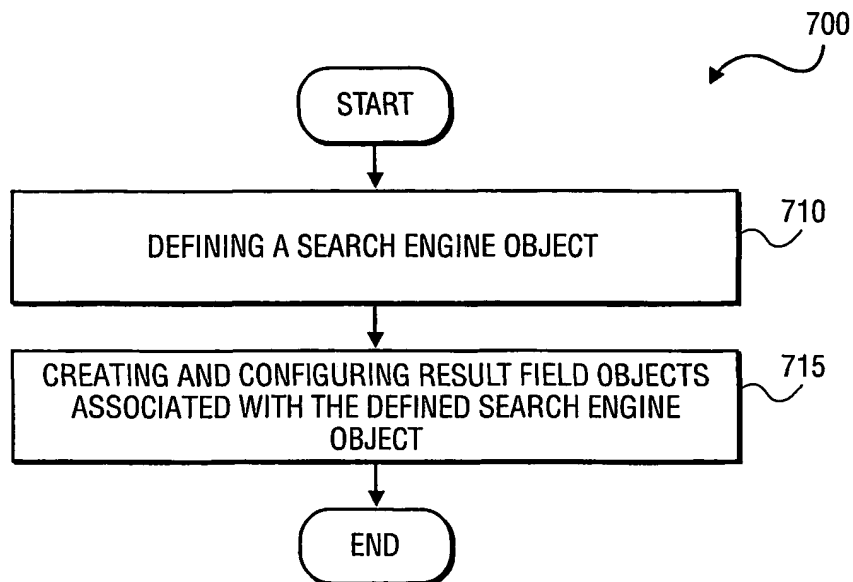 700
START
DEFINING A SEARCH ENGINE OBJECT
710
CREATING AND CONFIGURING RESULT FIELD OBJECTS
ASSOCIATED WITH THE DEFINED SEARCH ENGINE
OBJECT
715
END